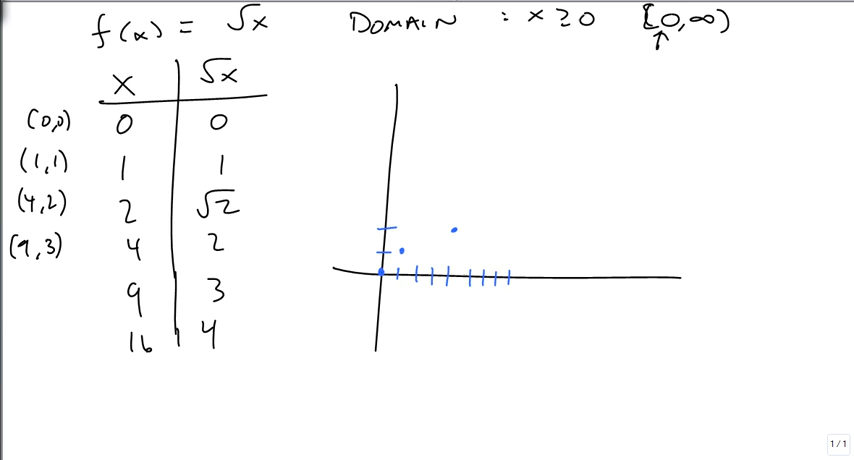 f(x) = √x DOMAIN : x ≥ 0 [0,∞)
x √x
(0,0) 0 0
(1,1) 1 1
(4,2) 2 √2
(9,3) 4 2
9 3
16 4
1 / 1